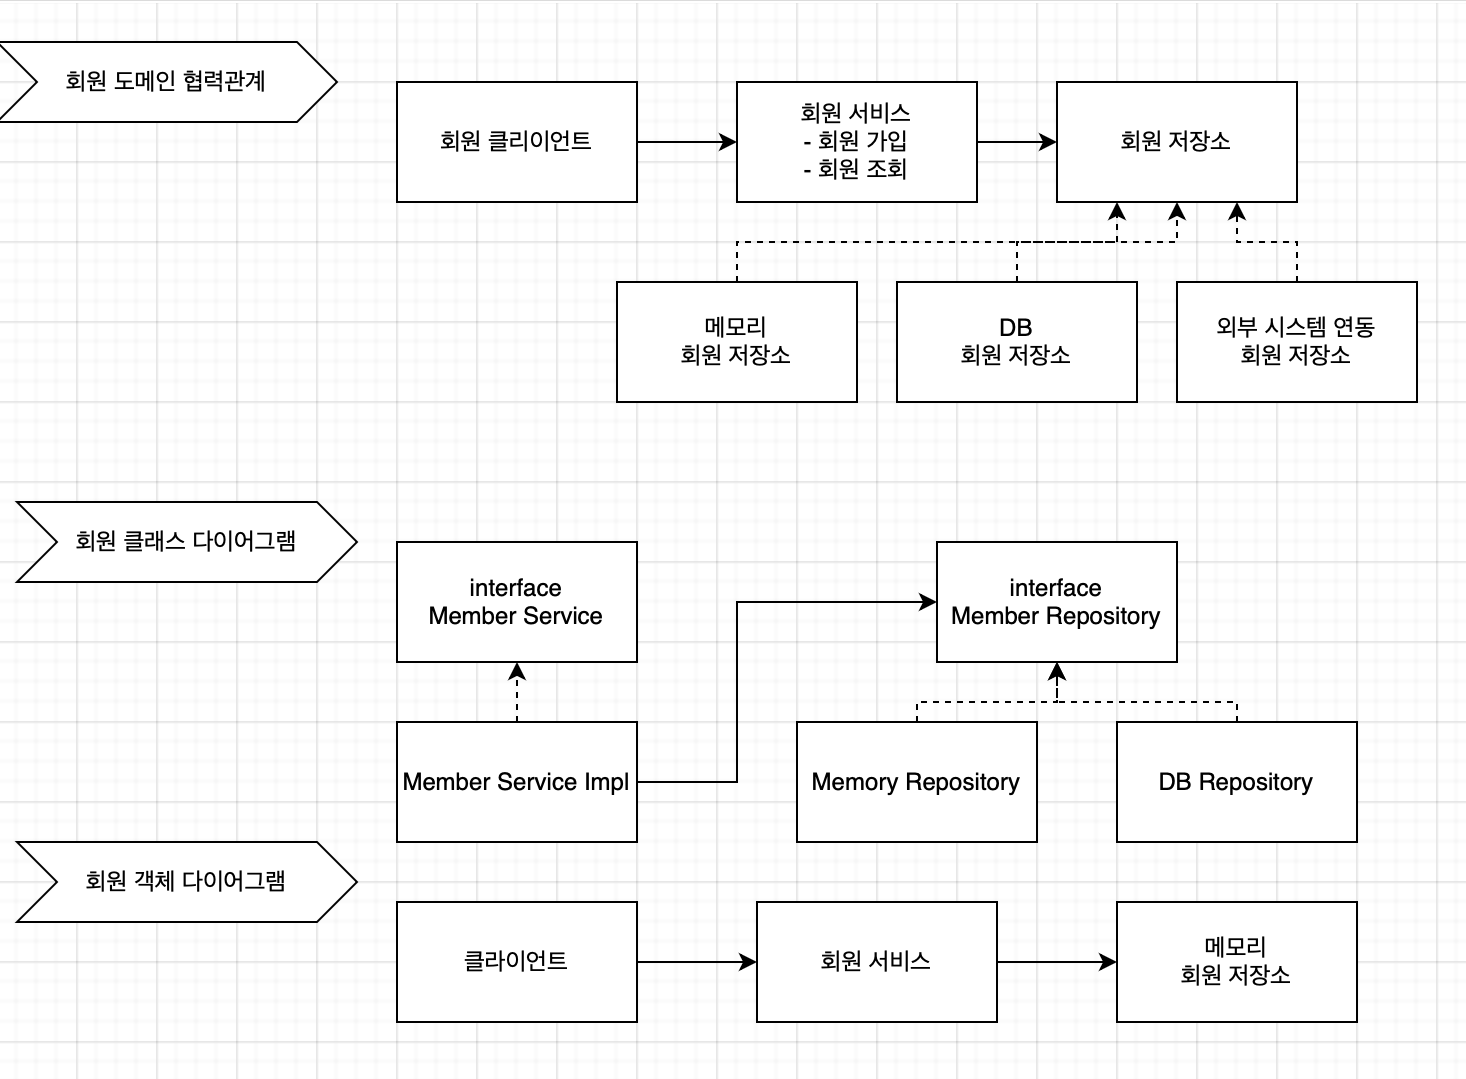 회원 도메인 협력관계
회원 클리이언트
회원 서비스
- 회원 가입
- 회원 조회
회원 저장소
메모리
회원 저장소
DB
회원 저장소
외부 시스템 연동
회원 저장소
회원 클래스 다이어그램
interface
Member Service
interface
Member Repository
Member Service Impl
Memory Repository
DB Repository
회원 객체 다이어그램
클라이언트
회원 서비스
메모리
회원 저장소